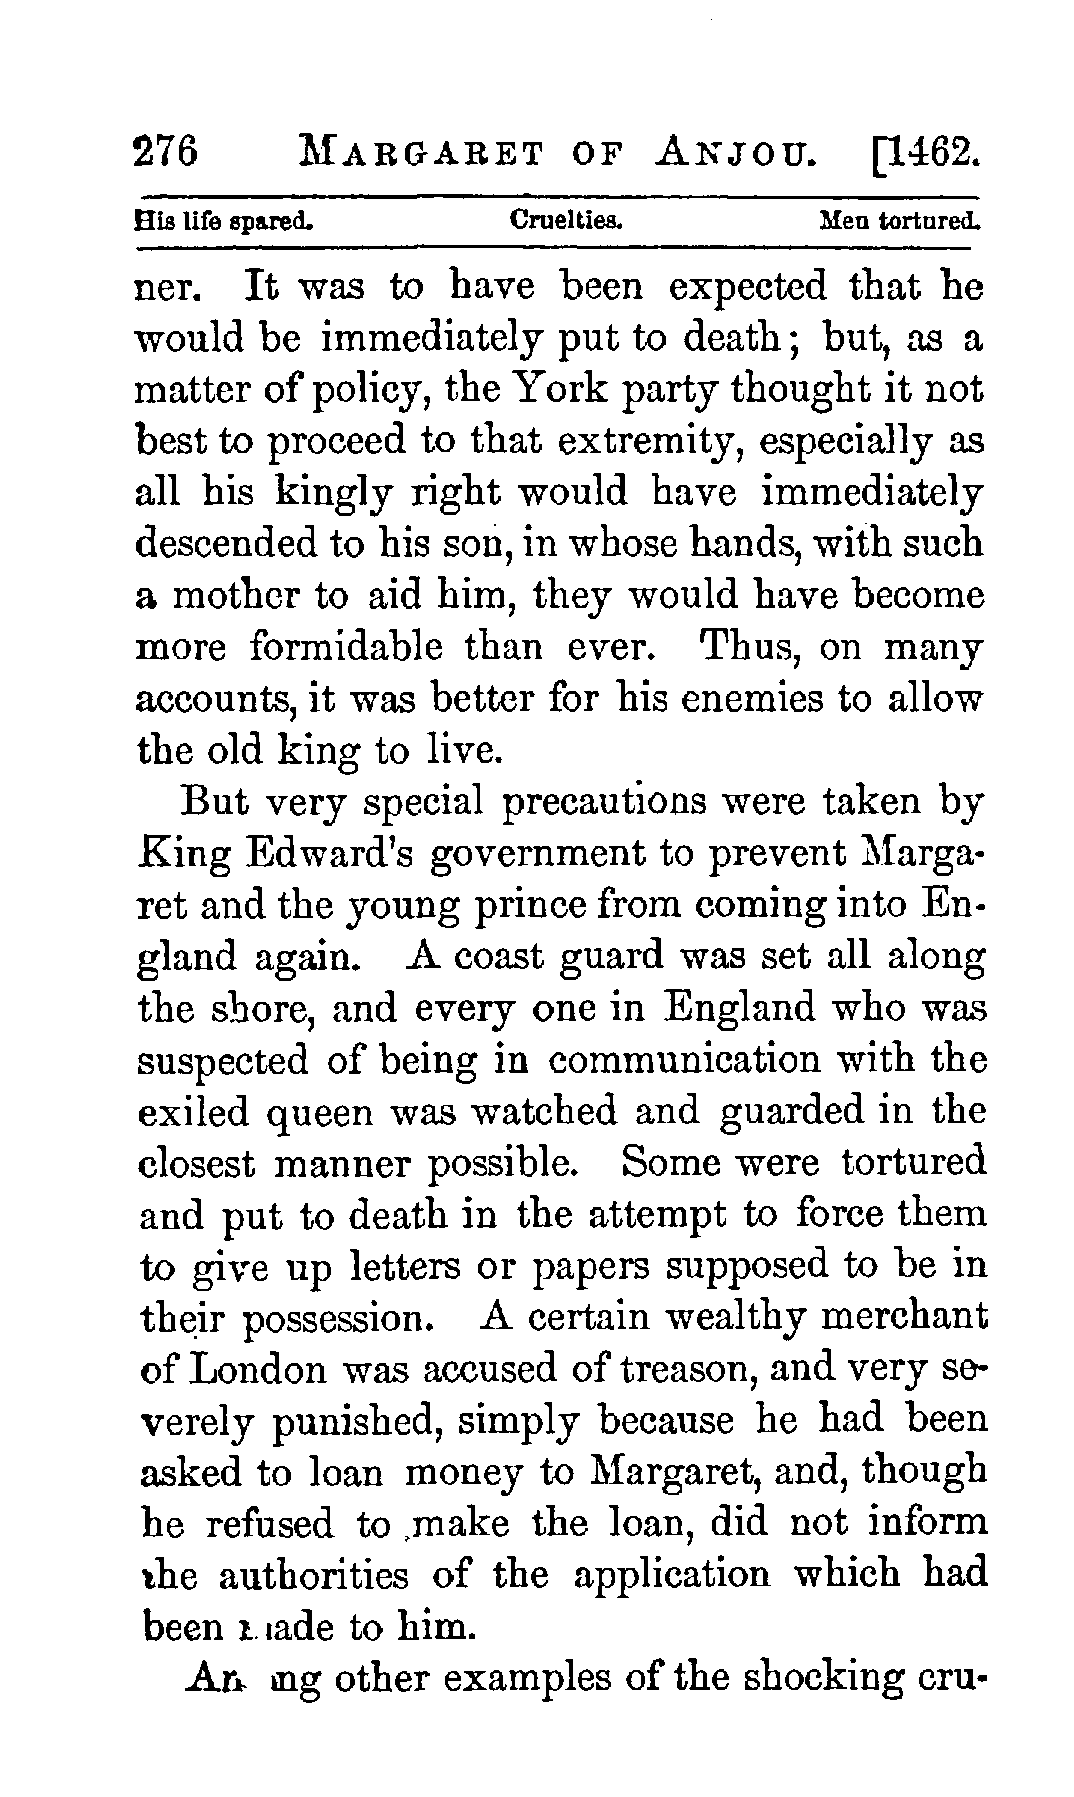 276 MARGARET OF ANJOU. [1462.
His life spared. Cruelties. Men tortured.
ner. It was to have been expected that he
would be immediately put to death; but, as a
matter of policy, the York party thought it not
best to proceed to that extremity, especially as
all his kingly right would have immediately
descended to his son, in whose hands, with such
a mother to aid him, they would have become
more formidable than ever. Thus, on many
accounts, it was better for his enemies to allow
the old king to live.
But very special precautions were taken by
King Edward's government to prevent Marga-
ret and the young prince from coming into En-
gland again. A coast guard was set all along
the shore, and every one in England who was
suspected of being in communication with the
exiled queen was watched and guarded in the
closest manner possible. Some were tortured
and put to death in the attempt to force them
to give up letters or papers supposed to be in
their possession. A certain wealthy merchant
of London was accused of treason, and very se-
verely punished, simply because he had been
asked to loan money to Margaret, and, though
he refused to make the loan, did not inform
the authorities of the application which had
been made to him.
Among other examples of the shocking cru-